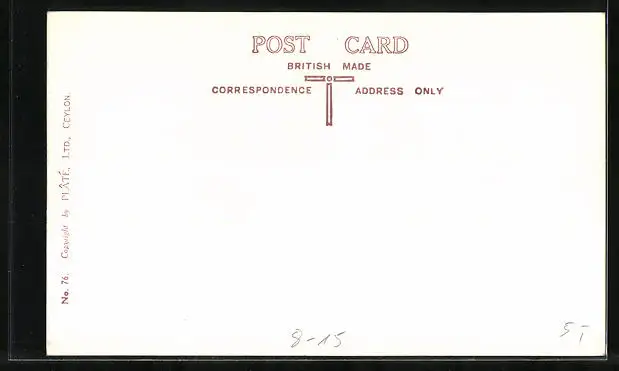 POST CARD
BRITISH MADE
CORRESPONDENCE ADDRESS ONLY
No. 76. Copyright by PLÂTÉ, LTD., CEYLON.
8-15